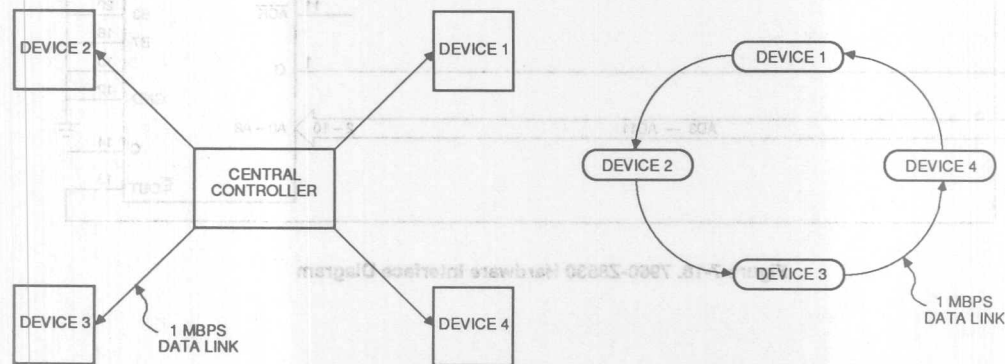 DEVICE 2
DEVICE 1
CENTRAL
CONTROLLER
DEVICE 3
1 MBPS
DATA LINK
DEVICE 4
DEVICE 1
DEVICE 2
DEVICE 4
DEVICE 3
1 MBPS
DATA LINK